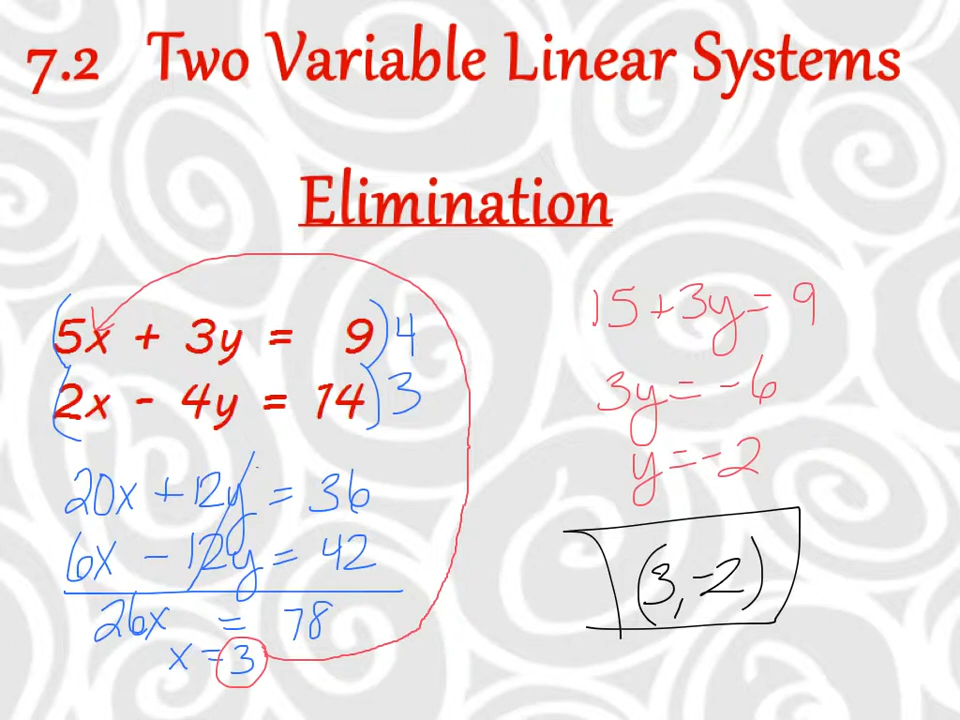 7.2 Two Variable Linear Systems
Elimination
(5x + 3y = 9)4
(2x - 4y = 14)3
20x + 12y = 36
6x - 12y = 42
26x = 78
x = 3
15 + 3y = 9
3y = -6
y = -2
(3, -2)